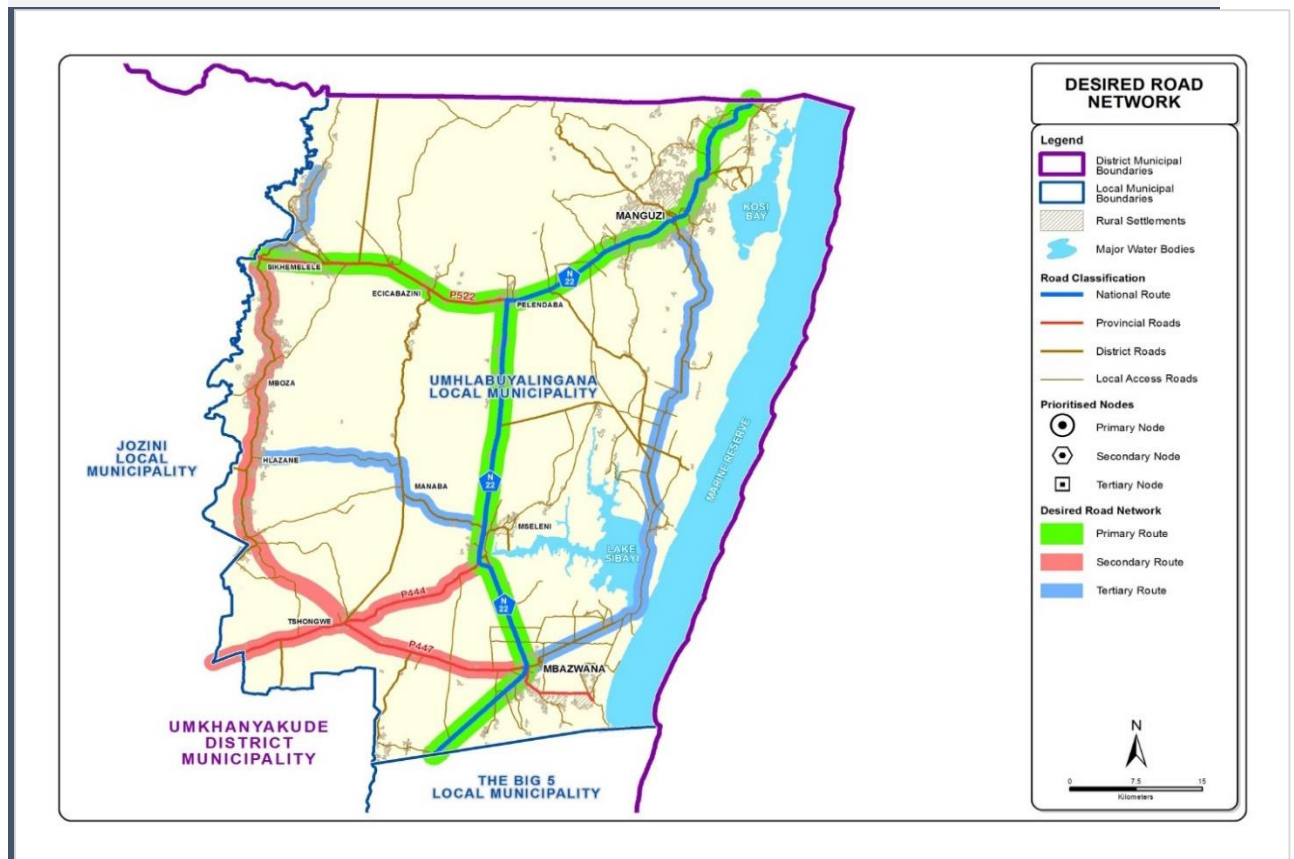 DESIRED ROAD
NETWORK
Legend
District Municipal
Boundaries
Local Municipal
Boundaries
Rural Settlements
Major Water Bodies
Road Classification
National Route
Provincial Roads
District Roads
Local Access Roads
Prioritised Nodes
Primary Node
Secondary Node
Tertiary Node
Desired Road Network
Primary Route
Secondary Route
Tertiary Route
N
0 7.5 15
Kilometers
MANGUZI
KOSI
BAY
SIKHEMELELE
ECICABAZINI
P522
N
22
PELENDABA
UMHLABUYALINGANA
LOCAL MUNICIPALITY
MBOZA
JOZINI
LOCAL
MUNICIPALITY
HLAZANE
MANABA
N
22
MSELENI
MARINE RESERVE
LAKE
SIBAYI
P444
N
22
TSHONGWE
P447
MBAZWANA
UMKHANYAKUDE
DISTRICT
MUNICIPALITY
THE BIG 5
LOCAL MUNICIPALITY